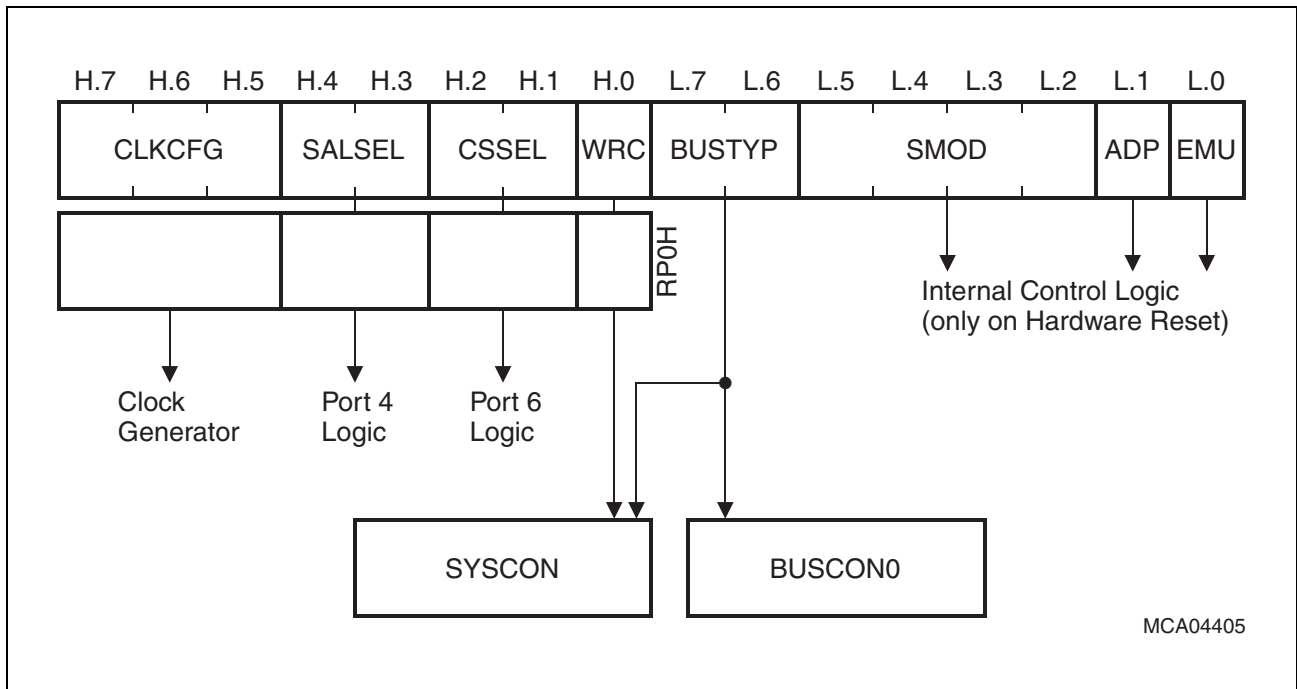 H.7 H.6 H.5 H.4 H.3 H.2 H.1 H.0 L.7 L.6 L.5 L.4 L.3 L.2 L.1 L.0
CLKCFG SALSEL CSSEL WRC BUSTYP SMOD ADP EMU
RP0H
Internal Control Logic
(only on Hardware Reset)
Clock
Generator
Port 4
Logic
Port 6
Logic
SYSCON
BUSCON0
MCA04405